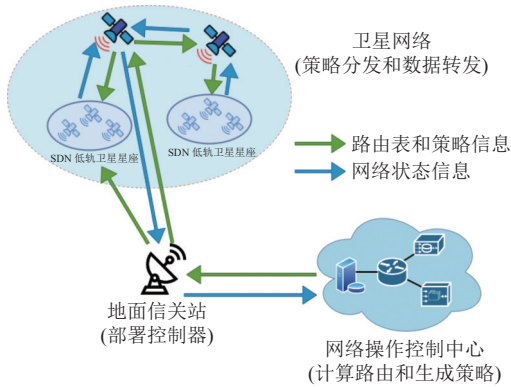 卫星网络
(策略分发和数据转发)
SDN 低轨卫星星座
SDN 低轨卫星星座
路由表和策略信息
网络状态信息
地面信关站
(部署控制器)
网络操作控制中心
(计算路由和生成策略)